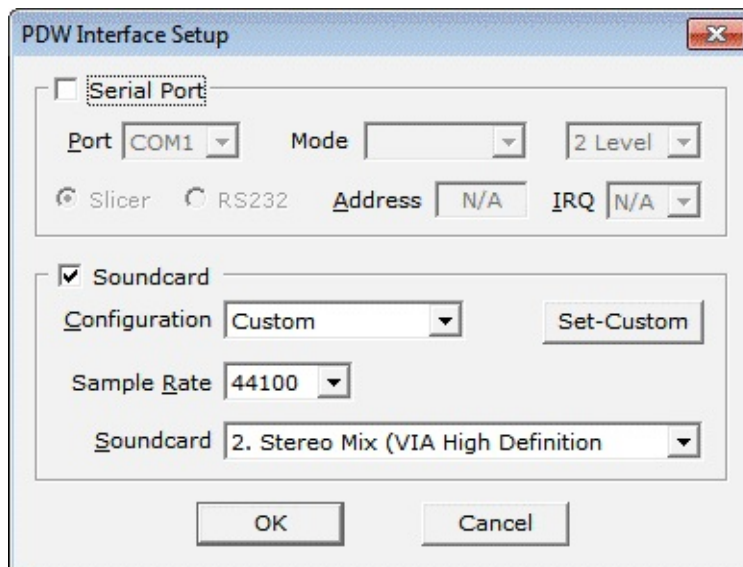 PDW Interface Setup
Serial Port
Port COM1 Mode 2 Level
Slicer RS232 Address N/A IRQ N/A
Soundcard
Configuration Custom Set-Custom
Sample Rate 44100
Soundcard 2. Stereo Mix (VIA High Definition
OK Cancel